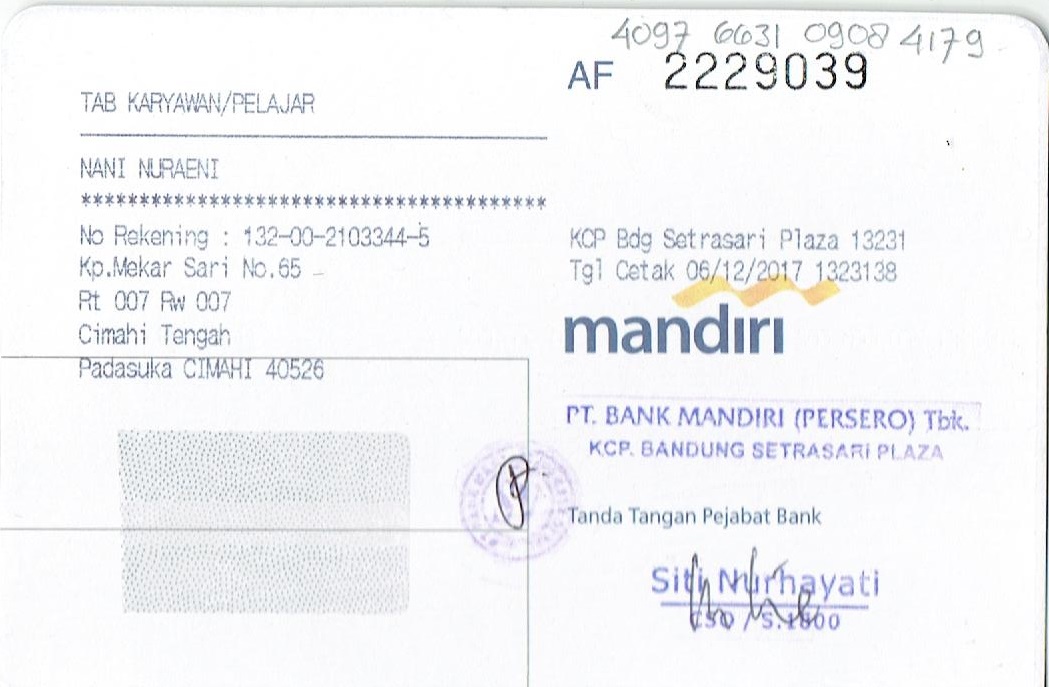 4097 6631 0908 4179
AF 2229039
TAB KARYAWAN/PELAJAR
NANI NURAENI
***************************************
No Rekening : 132-00-2103344-5
Kp.Mekar Sari No.65
Rt 007 Rw 007
Cimahi Tengah
Padasuka CIMAHI 40526
KCP Bdg Setrasari Plaza 13231
Tgl Cetak 06/12/2017 1323138
mandiri
PT. BANK MANDIRI (PERSERO) Tbk.
KCP. BANDUNG SETRASARI PLAZA
Tanda Tangan Pejabat Bank
Siti Nurhayati
CSO / S.1800